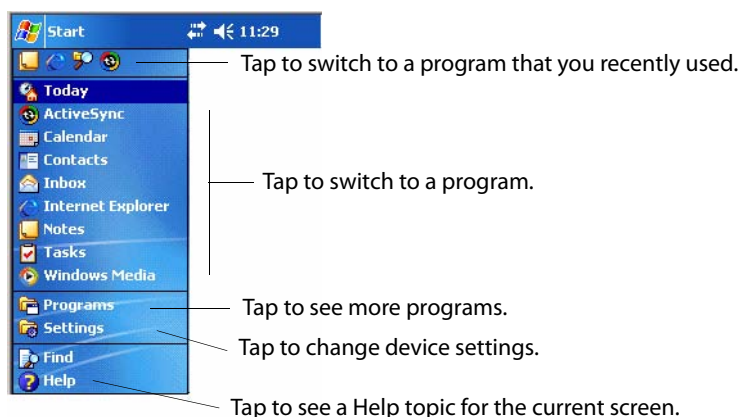 Start 11:29
Tap to switch to a program that you recently used.
Today
ActiveSync
Calendar
Contacts
Inbox
Tap to switch to a program.
Internet Explorer
Notes
Tasks
Windows Media
Programs
Tap to see more programs.
Settings
Tap to change device settings.
Find
Help
Tap to see a Help topic for the current screen.